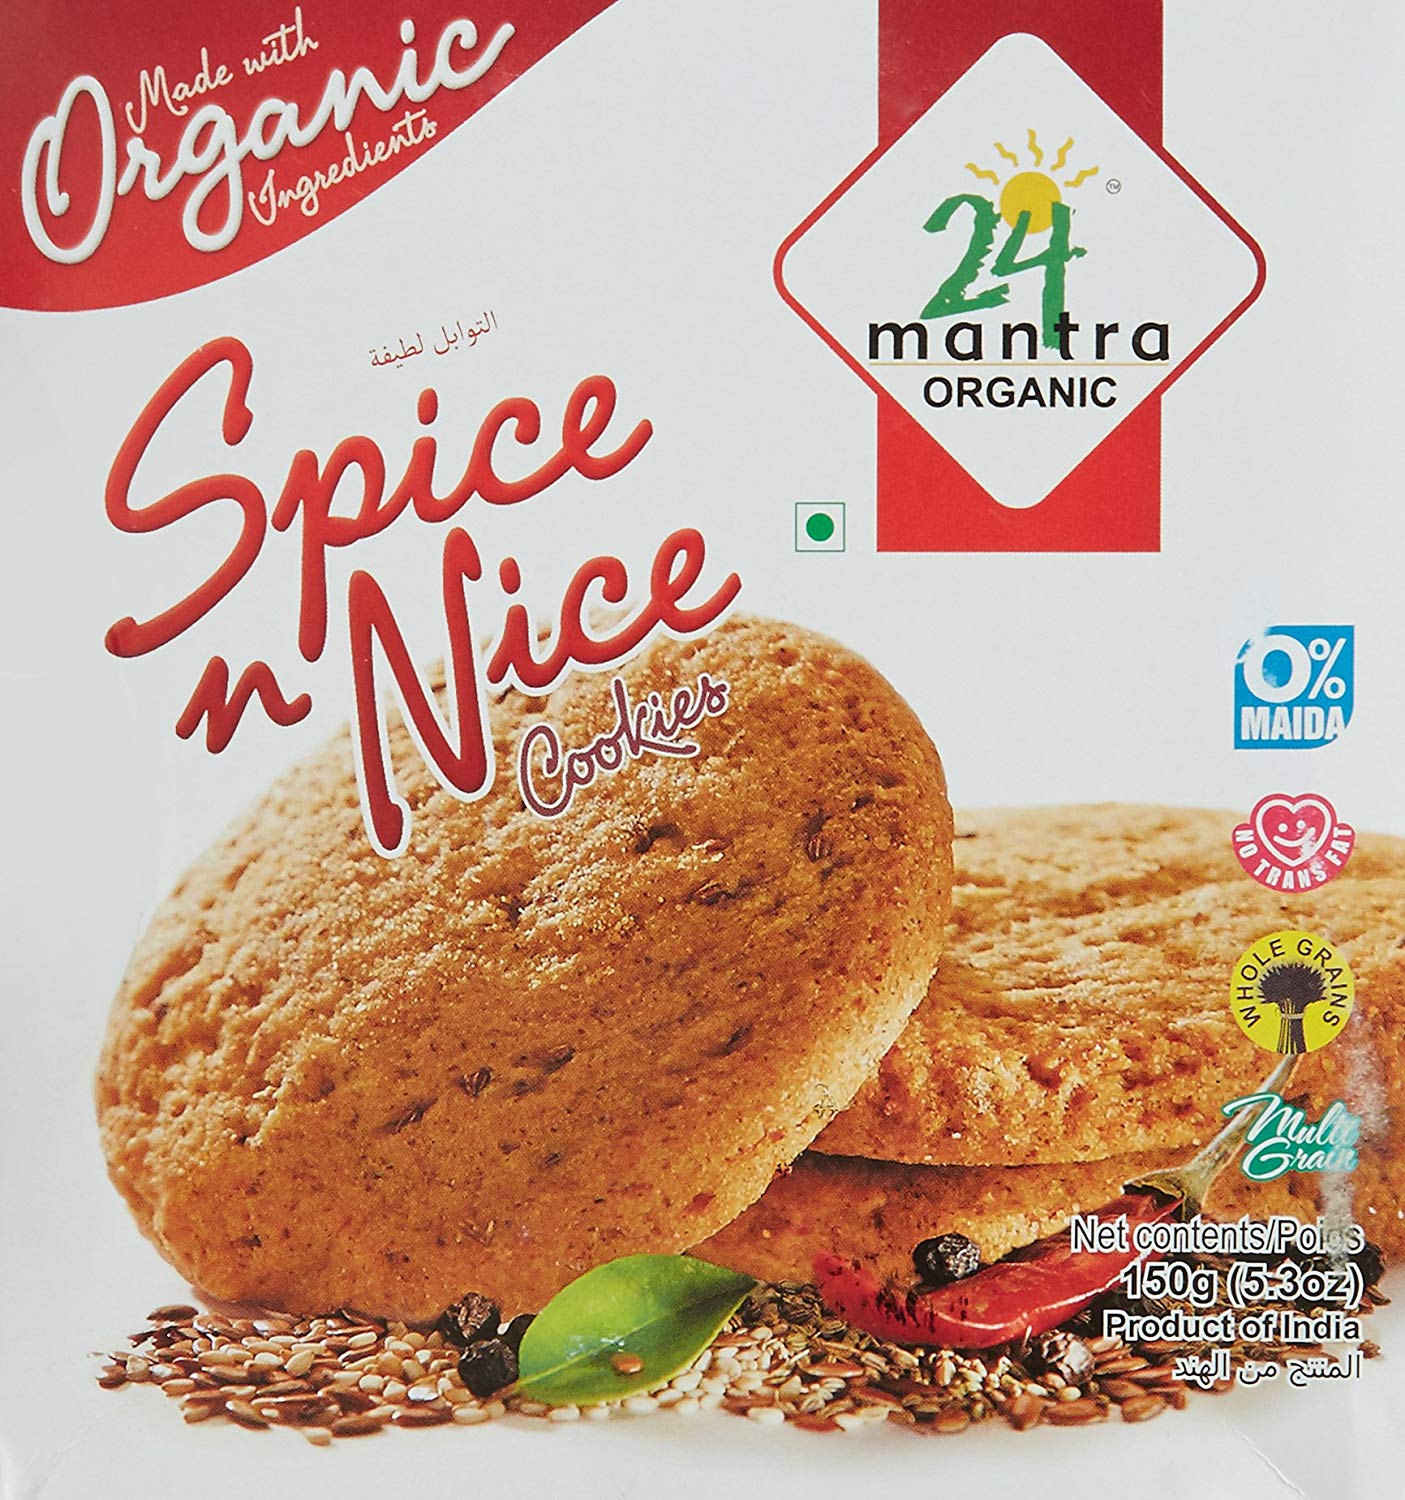 Made with
Organic
Ingredients
24
TM
mantra
ORGANIC
التوابل لطيفة
Spice
n Nice
Cookies
0%
MAIDA
NO TRANS FAT
WHOLE GRAINS
Multi
Grain
Net contents/Poids
150g (5.3oz)
Product of India
المنتج من الهند